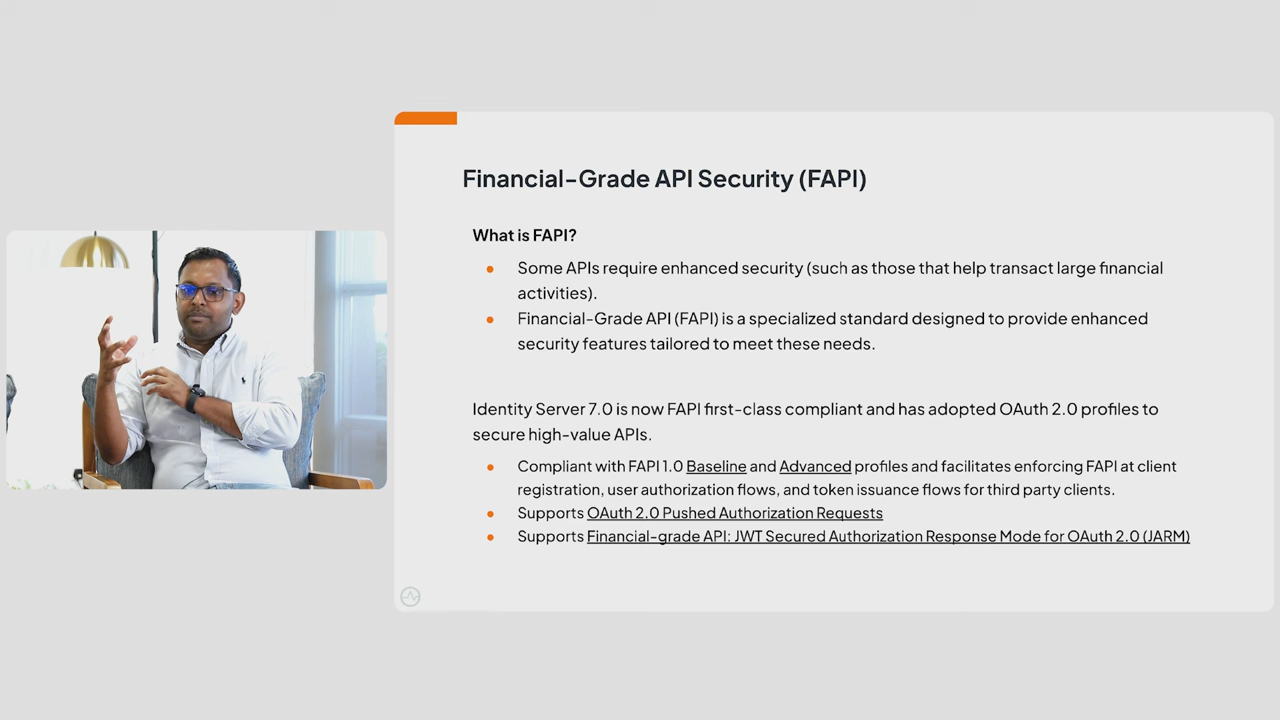 Financial-Grade API Security (FAPI)
What is FAPI?
● Some APIs require enhanced security (such as those that help transact large financial
activities).
● Financial-Grade API (FAPI) is a specialized standard designed to provide enhanced
security features tailored to meet these needs.
Identity Server 7.0 is now FAPI first-class compliant and has adopted OAuth 2.0 profiles to
secure high-value APIs.
● Compliant with FAPI 1.0 Baseline and Advanced profiles and facilitates enforcing FAPI at client
registration, user authorization flows, and token issuance flows for third party clients.
● Supports OAuth 2.0 Pushed Authorization Requests
● Supports Financial-grade API: JWT Secured Authorization Response Mode for OAuth 2.0 (JARM)